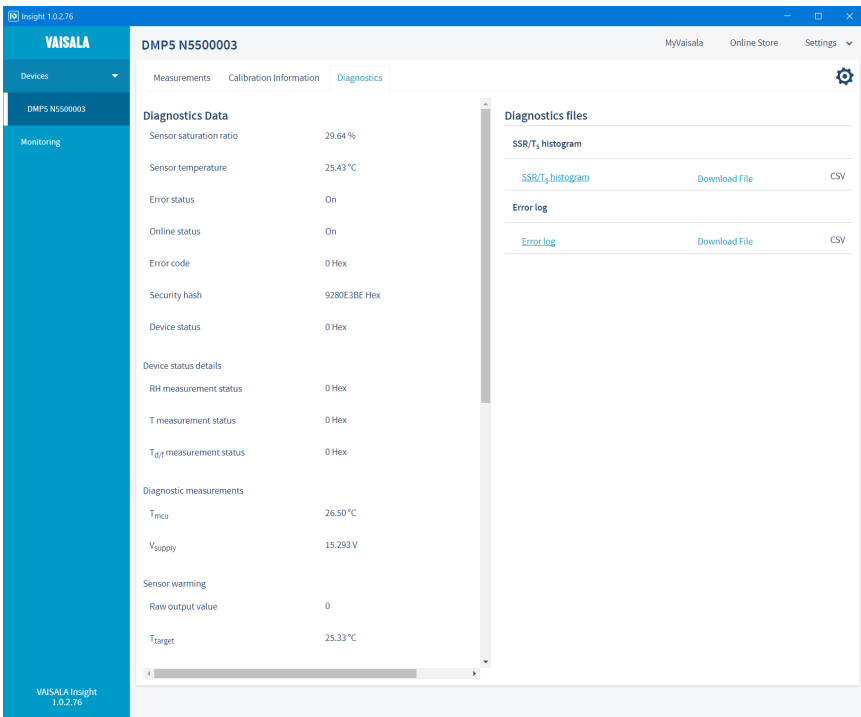 Insight 1.0.2.76
VAISALA
DMP5 N5500003
MyVaisala Online Store Settings
Devices
DMP5 N5500003
Monitoring
Measurements Calibration Information Diagnostics
Diagnostics Data
Sensor saturation ratio 29.64 %
Sensor temperature 25.43 °C
Error status On
Online status On
Error code 0 Hex
Security hash 9280E3BE Hex
Device status 0 Hex
Device status details
RH measurement status 0 Hex
T measurement status 0 Hex
Td/f measurement status 0 Hex
Diagnostic measurements
Tmcu 26.50 °C
Vsupply 15.293 V
Sensor warming
Raw output value 0
Ttarget 25.33 °C
Diagnostics files
SSR/Ts histogram
SSR/Ts histogram Download File CSV
Error log
Error log Download File CSV
VAISALA Insight
1.0.2.76